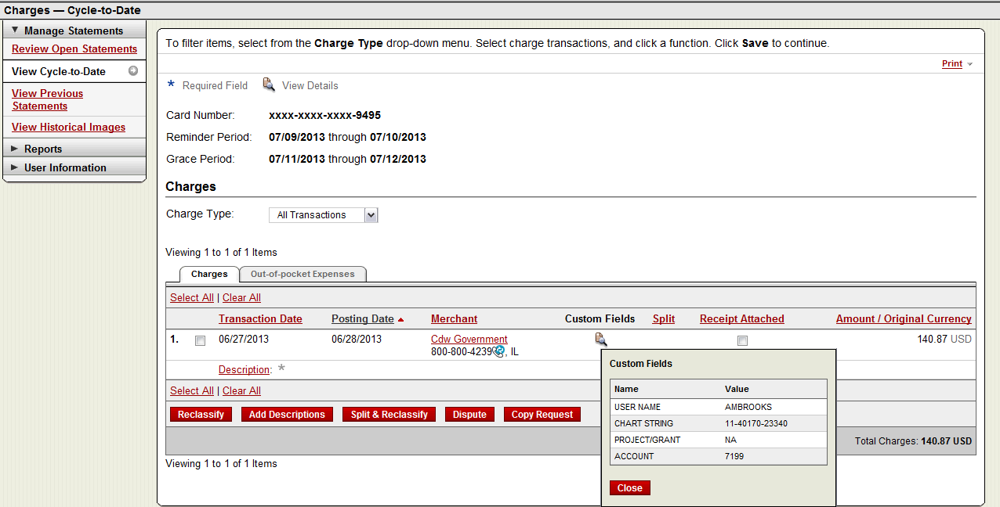 Charges — Cycle-to-Date
Manage Statements
Review Open Statements
View Cycle-to-Date
View Previous
Statements
View Historical Images
Reports
User Information
To filter items, select from the Charge Type drop-down menu. Select charge transactions, and click a function. Click Save to continue.
Print
* Required Field View Details
Card Number: xxxx-xxxx-xxxx-9495
Reminder Period: 07/09/2013 through 07/10/2013
Grace Period: 07/11/2013 through 07/12/2013
Charges
Charge Type: All Transactions
Viewing 1 to 1 of 1 Items
Charges Out-of-pocket Expenses
Select All | Clear All
Transaction Date Posting Date Merchant Custom Fields Split Receipt Attached Amount / Original Currency
1. 06/27/2013 06/28/2013 Cdw Government 140.87 USD
800-800-4239, IL
Description: *
Select All | Clear All
Reclassify Add Descriptions Split & Reclassify Dispute Copy Request
Total Charges: 140.87 USD
Viewing 1 to 1 of 1 Items
Custom Fields
Name Value
USER NAME AMBROOKS
CHART STRING 11-40170-23340
PROJECT/GRANT NA
ACCOUNT 7199
Close